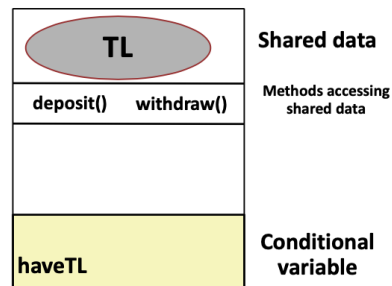 TL
Shared data
deposit() withdraw()
Methods accessing
shared data
haveTL
Conditional
variable